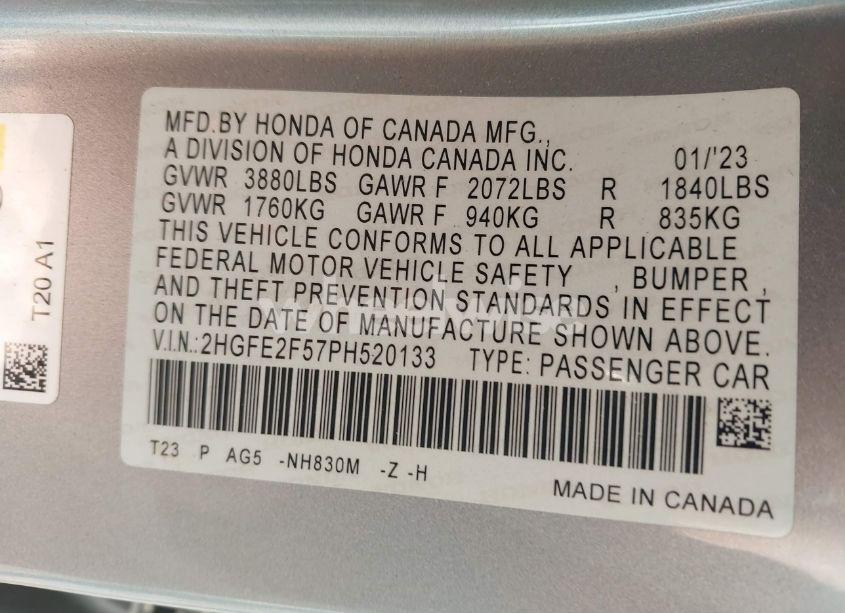 MFD.BY HONDA OF CANADA MFG.,
A DIVISION OF HONDA CANADA INC. 01/'23
GVWR 3880LBS GAWR F 2072LBS R 1840LBS
GVWR 1760KG GAWR F 940KG R 835KG
THIS VEHICLE CONFORMS TO ALL APPLICABLE
FEDERAL MOTOR VEHICLE SAFETY , BUMPER ,
AND THEFT PREVENTION STANDARDS IN EFFECT
ON THE DATE OF MANUFACTURE SHOWN ABOVE.
V.I.N.:2HGFE2F57PH520133 TYPE: PASSENGER CAR
T23 P AG5 -NH830M -Z -H
MADE IN CANADA
T20 A1